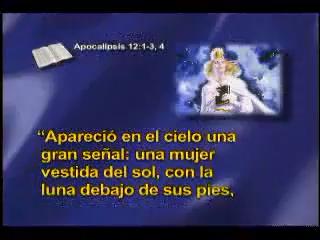 Apocalipsis 12:1-3, 4
“Apareció en el cielo una
gran señal: una mujer
vestida del sol, con la
luna debajo de sus pies,